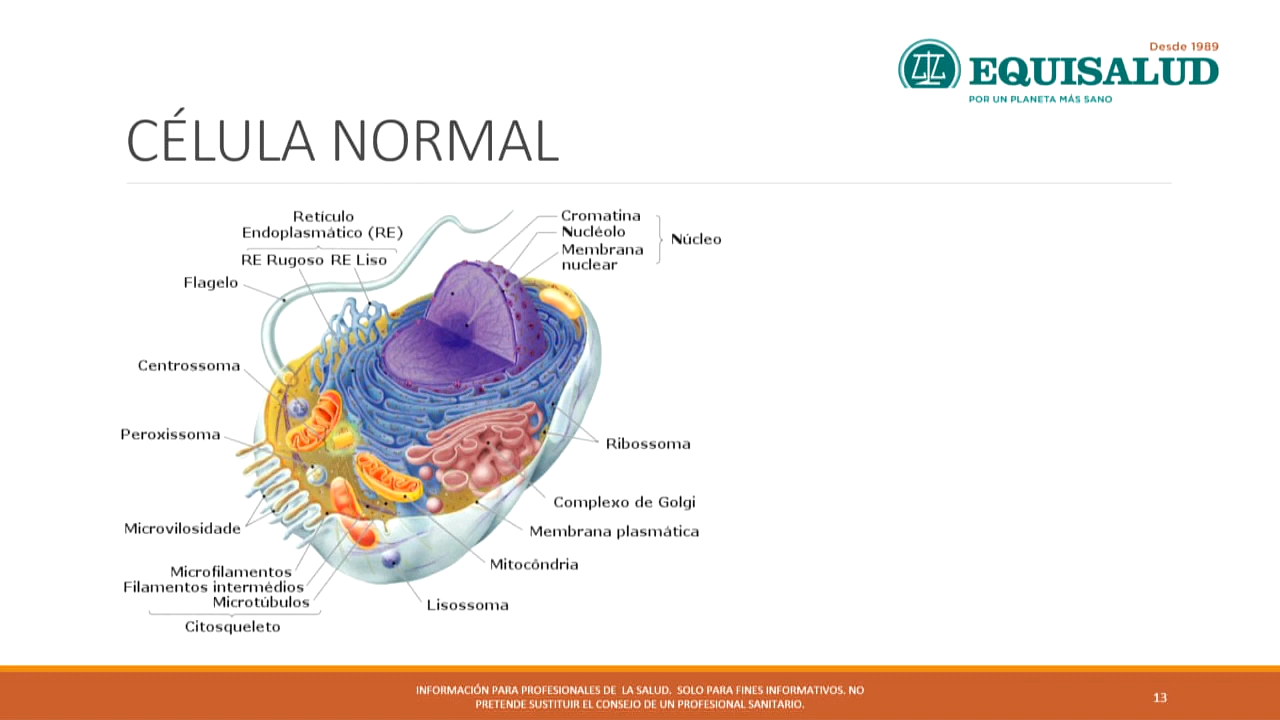 Desde 1989
EQUISALUD
POR UN PLANETA MÁS SANO
CÉLULA NORMAL
Retículo
Endoplasmático (RE)
RE Rugoso RE Liso
Flagelo
Centrossoma
Peroxissoma
Microvilosidade
Microfilamentos
Filamentos intermédios
Microtúbulos
Citosqueleto
Cromatina
Nucléolo
Membrana
nuclear
Núcleo
Ribossoma
Complexo de Golgi
Membrana plasmática
Mitocôndria
Lisossoma
INFORMACIÓN PARA PROFESIONALES DE LA SALUD. SOLO PARA FINES INFORMATIVOS. NO
PRETENDE SUSTITUIR EL CONSEJO DE UN PROFESIONAL SANITARIO.
13